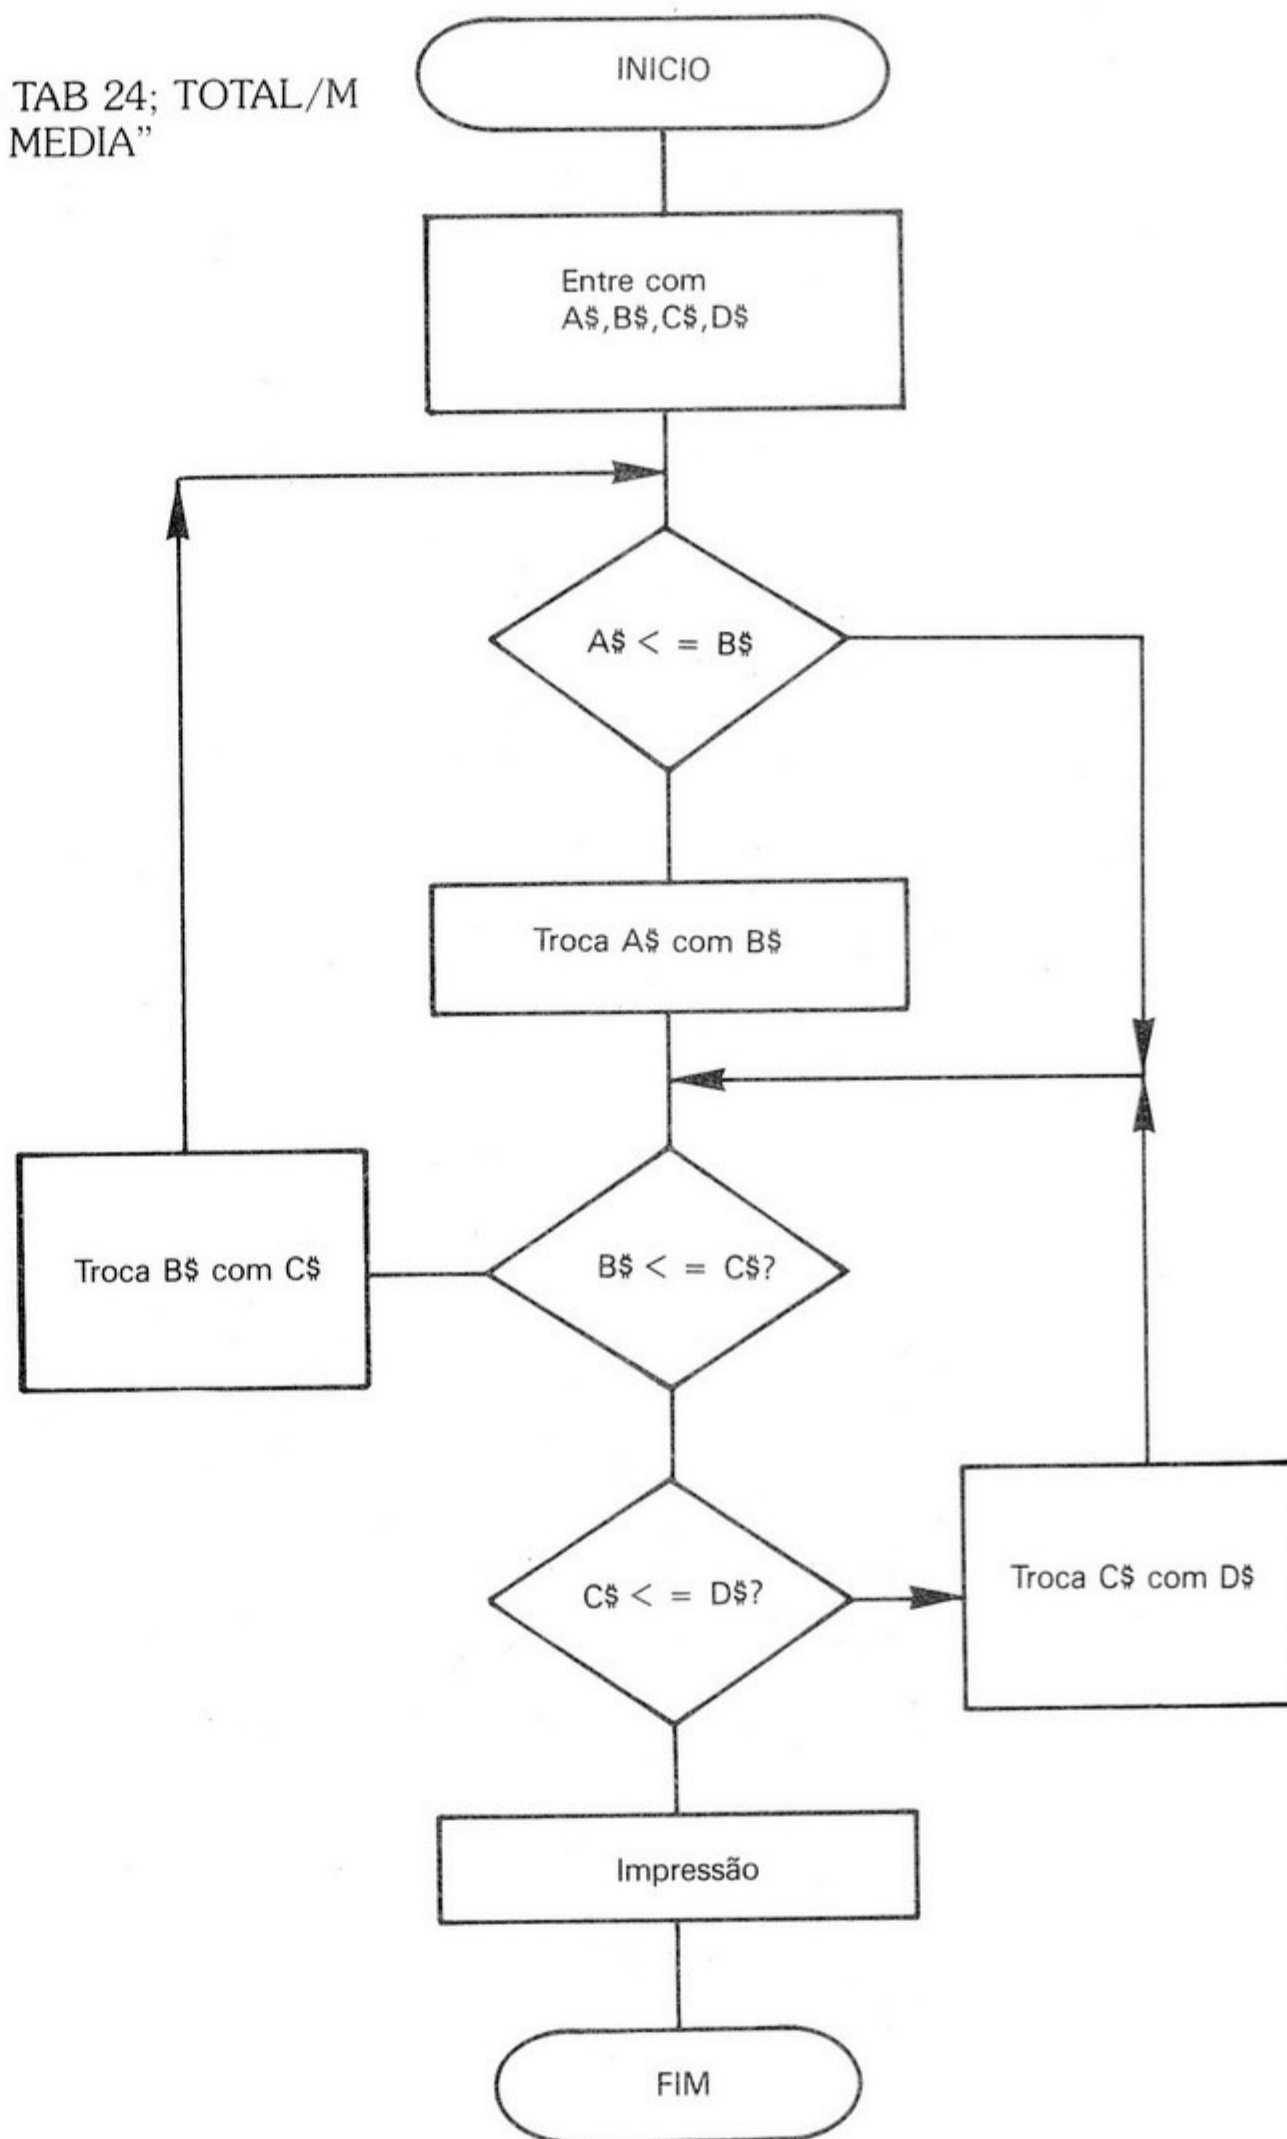 TAB 24; TOTAL/M
MEDIA”
INICIO
Entre com
A$,B$,C$,D$
A$ < = B$
Troca A$ com B$
Troca B$ com C$
B$ < = C$?
C$ < = D$?
Troca C$ com D$
Impressão
FIM